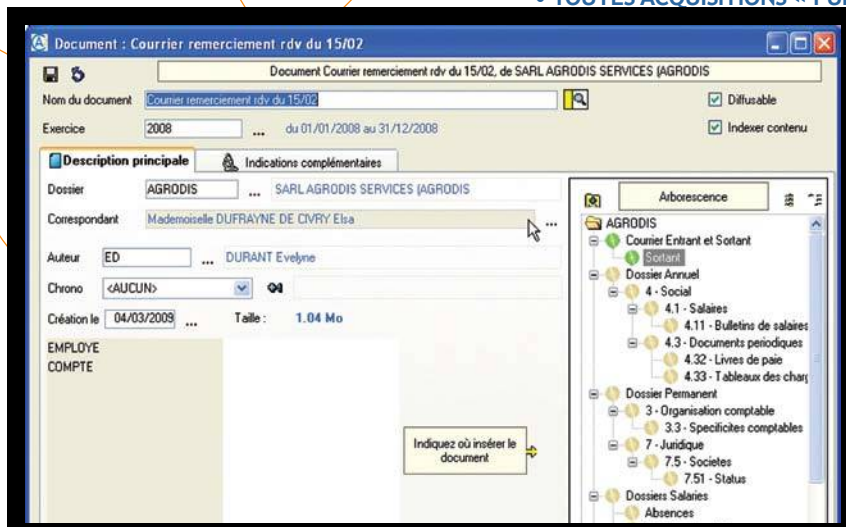 • TOUTES ACQUISITIONS
Document : Courrier remerciement rdv du 15/02
Document Courrier remerciement rdv du 15/02, de SARL AGRODIS SERVICES (AGRODIS
Nom du document Courrier remerciement rdv du 15/02 Diffusable
Exercice 2008 ... du 01/01/2008 au 31/12/2008 Indexer contenu
Description principale Indications complémentaires
Dossier AGRODIS ... SARL AGRODIS SERVICES (AGRODIS
Correspondant Mademoiselle DUFRAYNE DE CIVRY Elsa ...
Auteur ED ... DURANT Evelyne
Chrono <AUCUN>
Création le 04/03/2009 ... Taille : 1.04 Mo
EMPLOYE
COMPTE
Indiquez où insérer le
document
Arborescence
AGRODIS
Courrier Entrant et Sortant
Sortant
Dossier Annuel
4 - Social
4.1 - Salaires
4.11 - Bulletins de salaires
4.3 - Documents periodiques
4.32 - Livres de paie
4.33 - Tableaux des charg
Dossier Permanent
3 - Organisation comptable
3.3 - Specificites comptables
7 - Juridique
7.5 - Societes
7.51 - Status
Dossiers Salaries
Absences